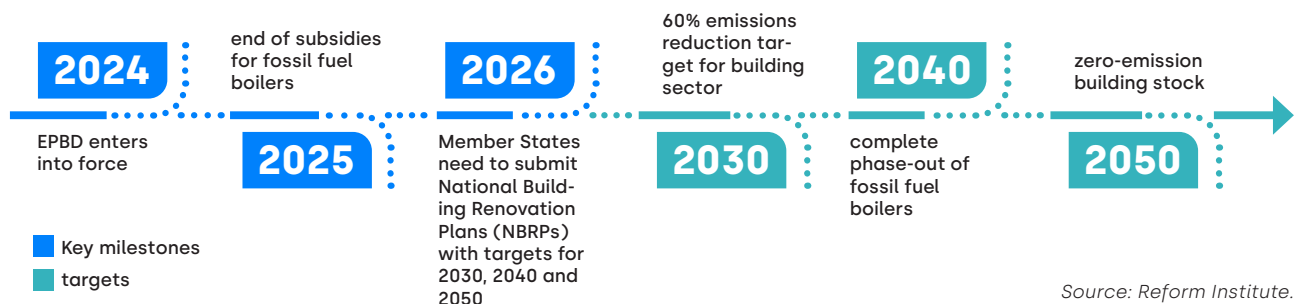 2024
EPBD enters
into force
end of subsidies
for fossil fuel
boilers
2025
2026
Member States
need to submit
National Build-
ing Renovation
Plans (NBRPs)
with targets for
2030, 2040 and
2050
60% emissions
reduction tar-
get for building
sector
2030
2040
complete
phase-out of
fossil fuel
boilers
zero-emission
building stock
2050
Key milestones
targets
Source: Reform Institute.